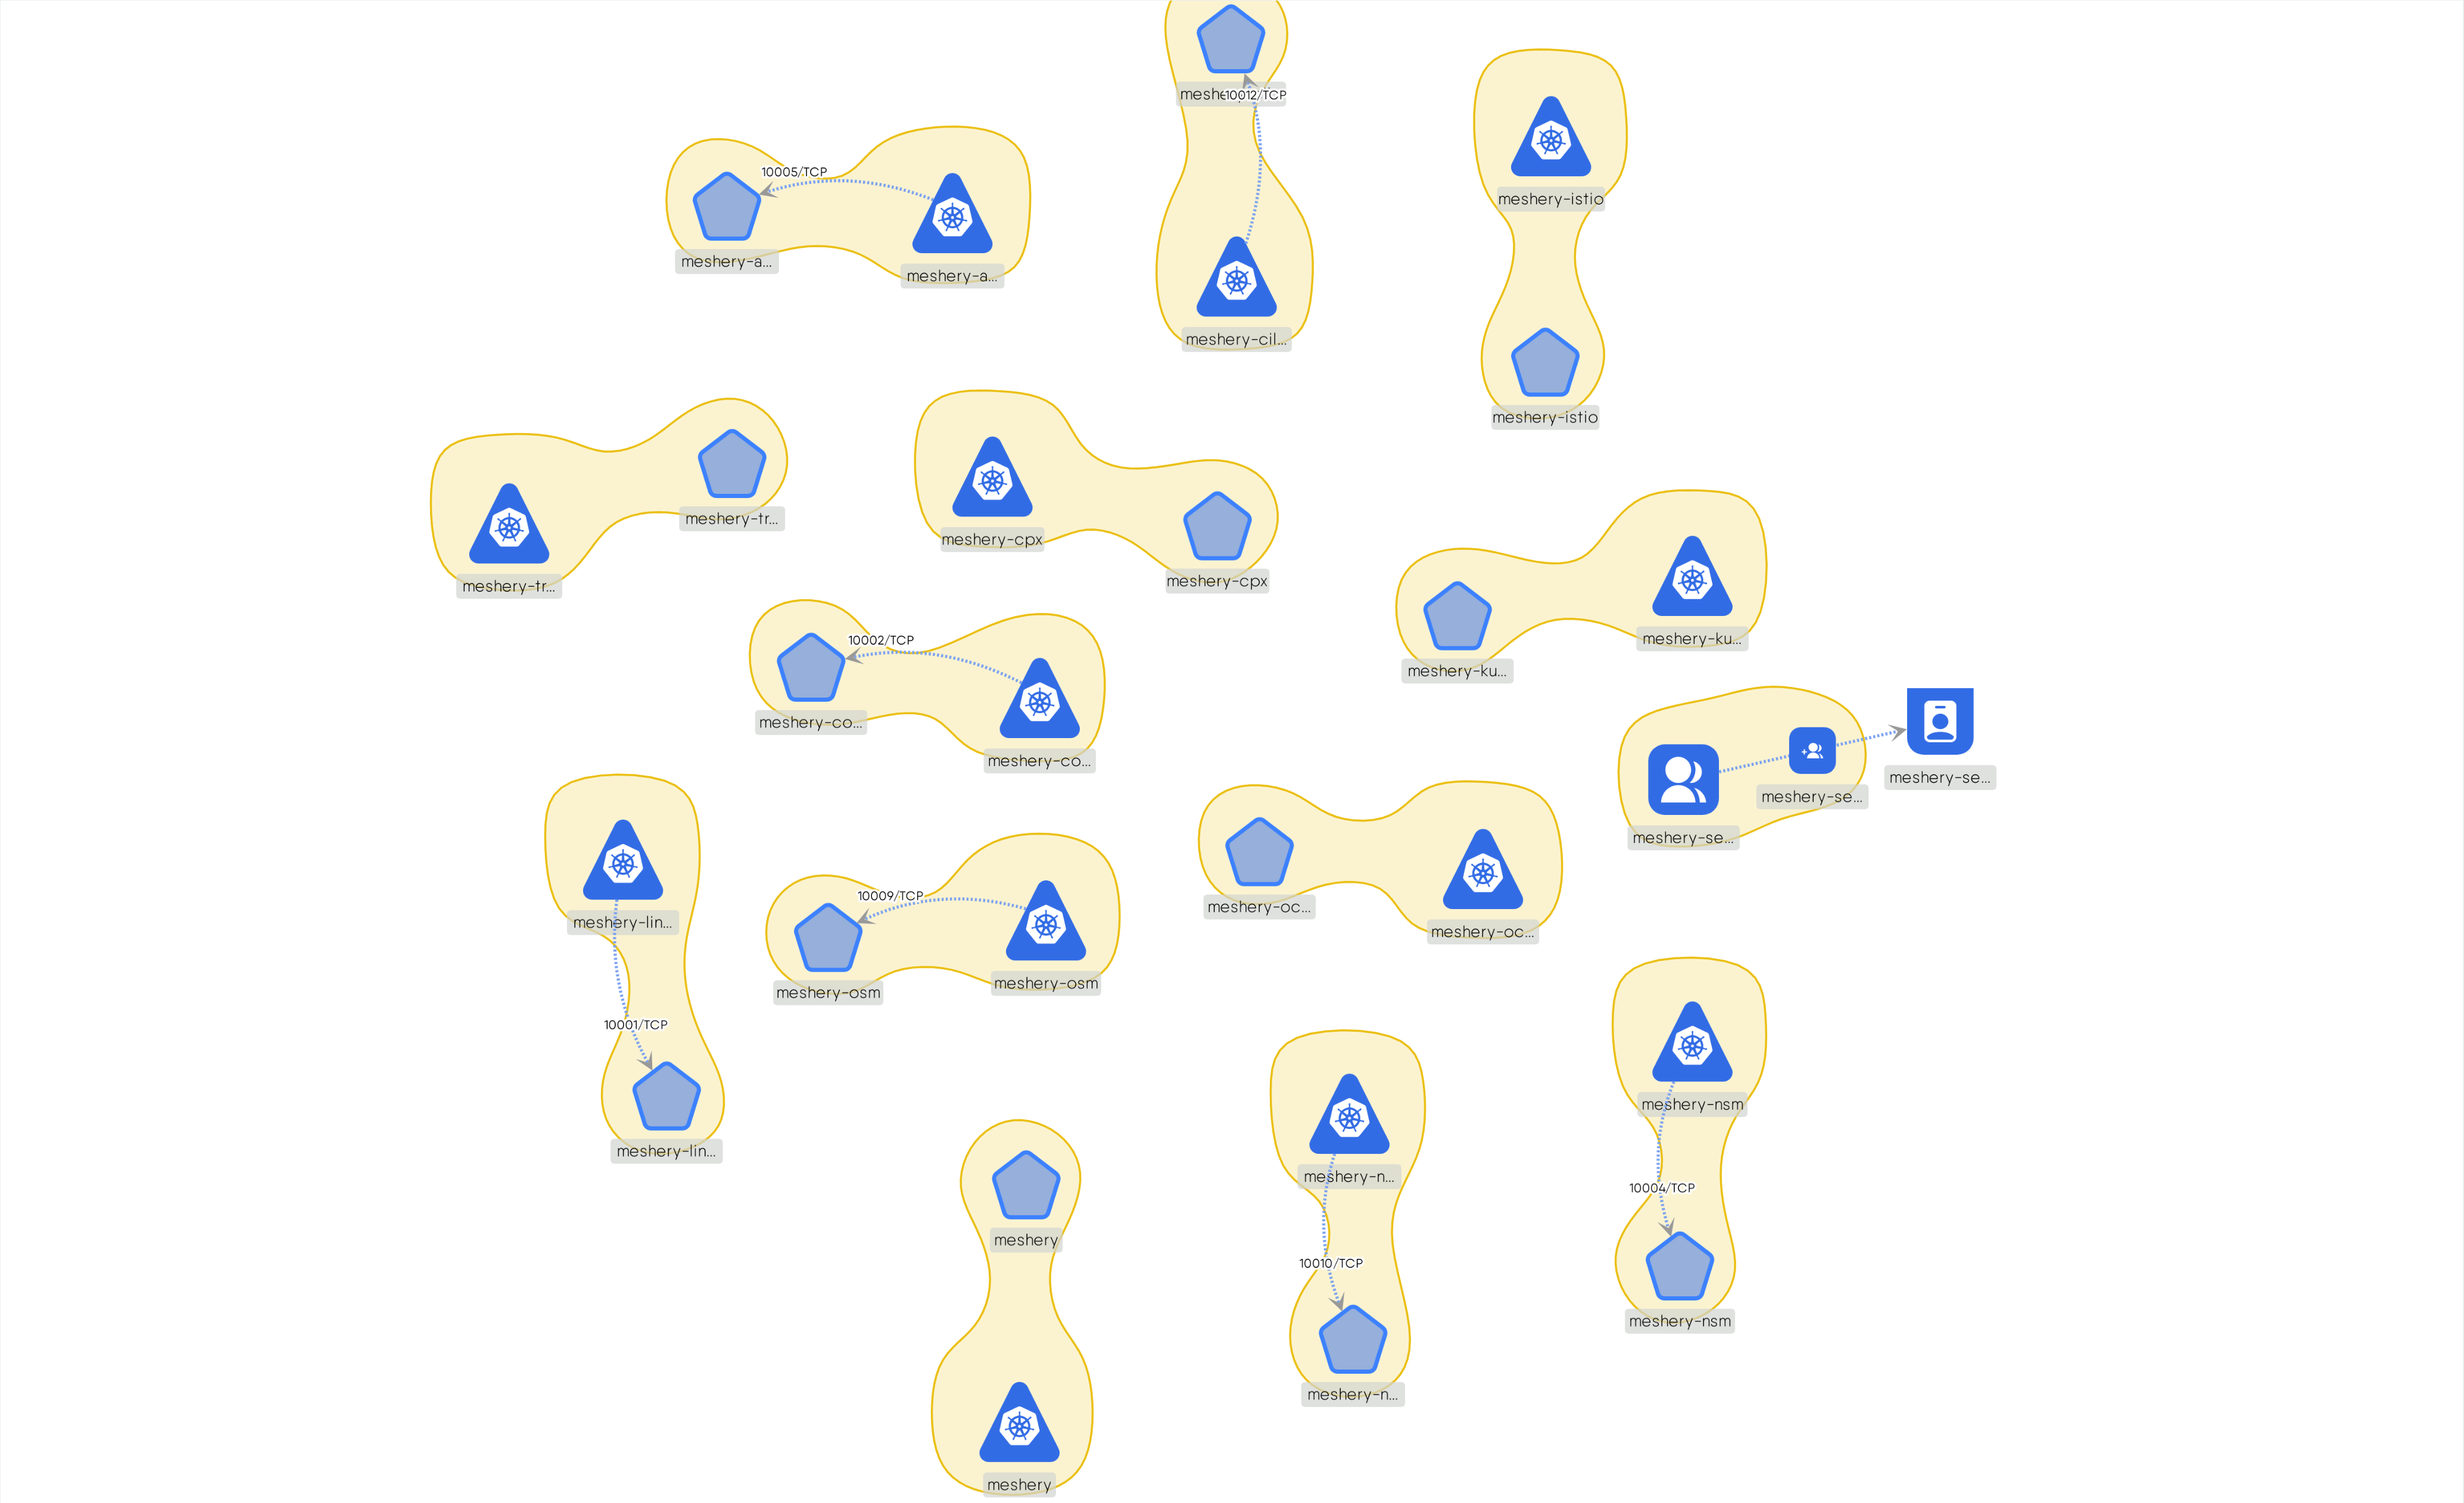 meshe
10012/TCP
10005/TCP
meshery-istio
meshery-a...
meshery-a...
meshery-cil...
meshery-istio
meshery-tr...
meshery-cpx
meshery-cpx
meshery-tr...
10002/TCP
meshery-ku...
meshery-ku...
meshery-co...
meshery-co...
meshery-se...
meshery-se...
meshery-se...
10009/TCP
meshery-oc...
meshery-lin...
meshery-oc...
meshery-osm
meshery-osm
10001/TCP
meshery-nsm
meshery-lin...
meshery-n...
10004/TCP
meshery
10010/TCP
meshery-nsm
meshery-n...
meshery